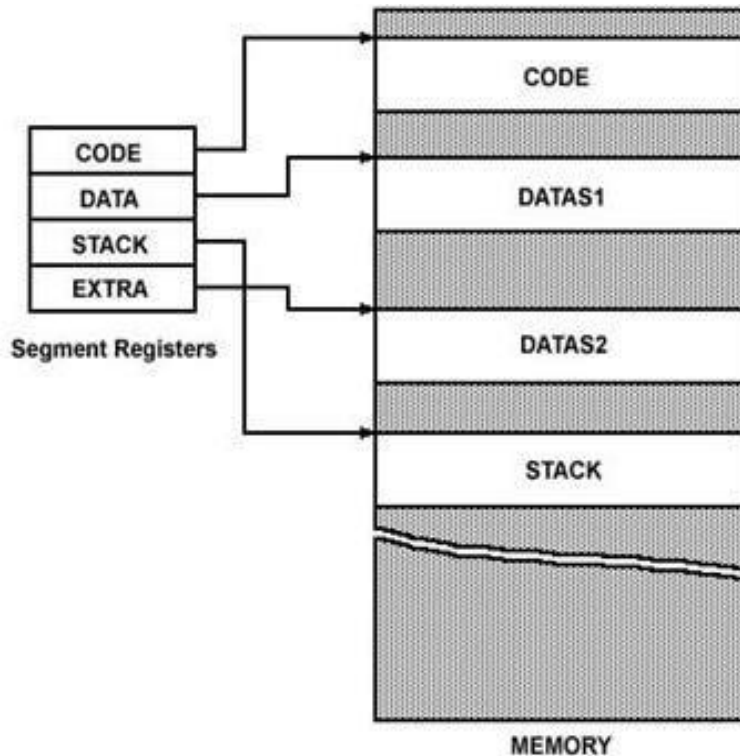 CODE
DATA
STACK
EXTRA
Segment Registers
CODE
DATAS1
DATAS2
STACK
MEMORY